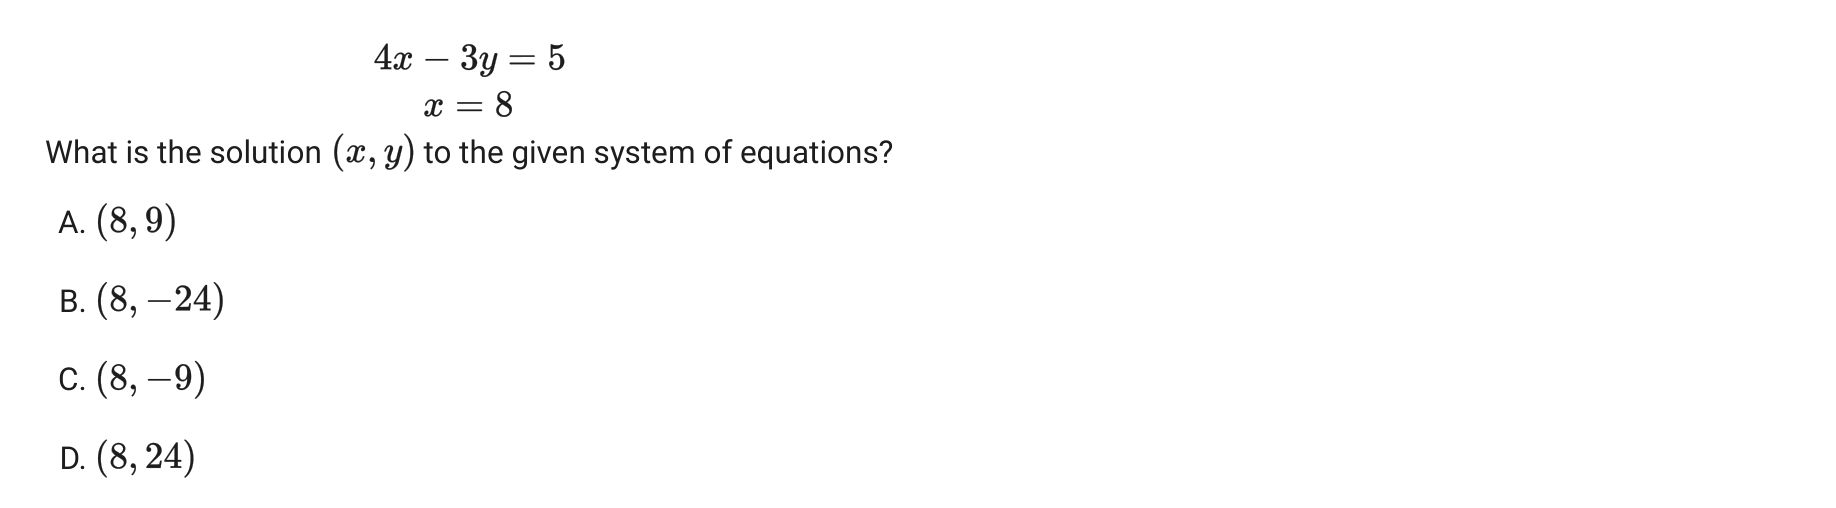 4x − 3y = 5
x = 8
What is the solution (x, y) to the given system of equations?
A. (8, 9)
B. (8, −24)
C. (8, −9)
D. (8, 24)